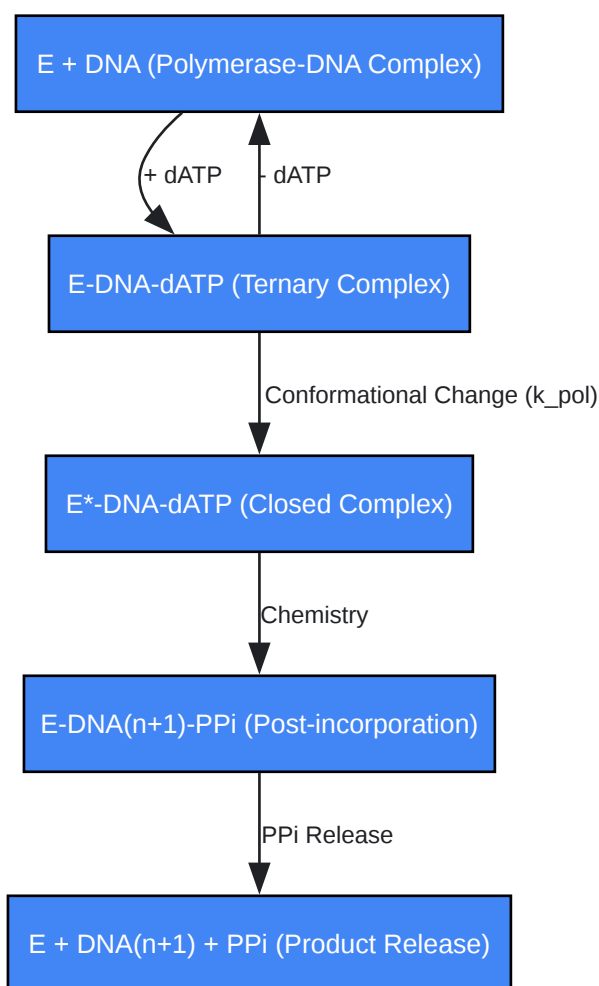 E + DNA (Polymerase-DNA Complex)
+ dATP
- dATP
E-DNA-dATP (Ternary Complex)
Conformational Change (k_pol)
E*-DNA-dATP (Closed Complex)
Chemistry
E-DNA(n+1)-PPi (Post-incorporation)
PPi Release
E + DNA(n+1) + PPi (Product Release)